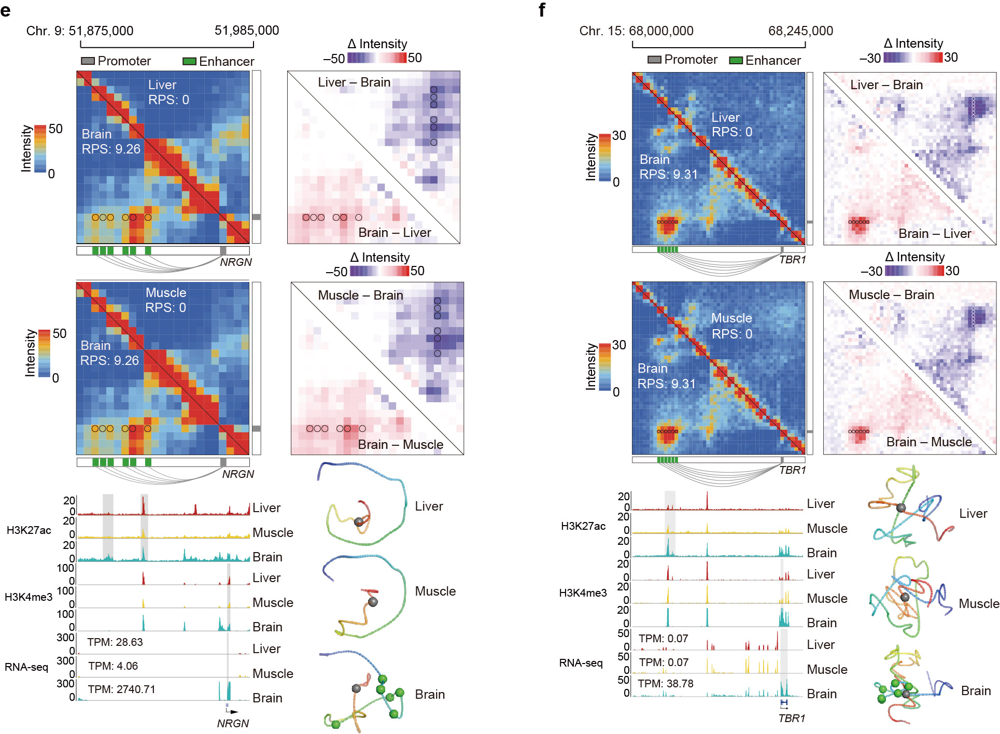 e
Chr. 9: 51,875,000
51,985,000
Promoter
Enhancer
Δ Intensity
–50
50
Liver
RPS: 0
Brain
RPS: 9.26
Intensity
50
0
Liver – Brain
Brain – Liver
NRGN
Δ Intensity
–50
50
Muscle
RPS: 0
Brain
RPS: 9.26
Intensity
50
0
Muscle – Brain
Brain – Muscle
NRGN
H3K27ac
20
0
Liver
20
0
Muscle
20
0
Brain
H3K4me3
100
0
Liver
100
0
Muscle
100
0
Brain
RNA-seq
300
0
TPM: 28.63
Liver
300
0
TPM: 4.06
Muscle
300
0
TPM: 2740.71
Brain
NRGN
Liver
Muscle
Brain
f
Chr. 15: 68,000,000
68,245,000
Promoter
Enhancer
Δ Intensity
–30
30
Liver
RPS: 0
Brain
RPS: 9.31
Intensity
30
0
Liver – Brain
Brain – Liver
TBR1
Δ Intensity
–30
30
Muscle
RPS: 0
Brain
RPS: 9.31
Intensity
30
0
Muscle – Brain
Brain – Muscle
TBR1
H3K27ac
20
0
Liver
20
0
Muscle
20
0
Brain
H3K4me3
20
0
Liver
20
0
Muscle
20
0
Brain
RNA-seq
50
0
TPM: 0.07
Liver
50
0
TPM: 0.07
Muscle
50
0
TPM: 38.78
Brain
TBR1
Liver
Muscle
Brain